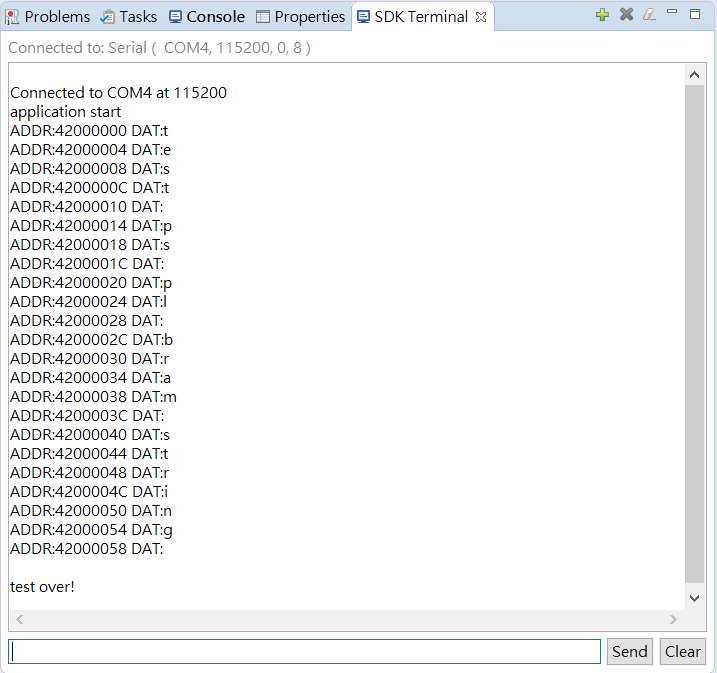 Problems Tasks Console Properties SDK Terminal
Connected to: Serial ( COM4, 115200, 0, 8 )
Connected to COM4 at 115200
application start
ADDR:42000000 DAT:t
ADDR:42000004 DAT:e
ADDR:42000008 DAT:s
ADDR:4200000C DAT:t
ADDR:42000010 DAT:
ADDR:42000014 DAT:p
ADDR:42000018 DAT:s
ADDR:4200001C DAT:
ADDR:42000020 DAT:p
ADDR:42000024 DAT:l
ADDR:42000028 DAT:
ADDR:4200002C DAT:b
ADDR:42000030 DAT:r
ADDR:42000034 DAT:a
ADDR:42000038 DAT:m
ADDR:4200003C DAT:
ADDR:42000040 DAT:s
ADDR:42000044 DAT:t
ADDR:42000048 DAT:r
ADDR:4200004C DAT:i
ADDR:42000050 DAT:n
ADDR:42000054 DAT:g
ADDR:42000058 DAT:
test over!
Send Clear